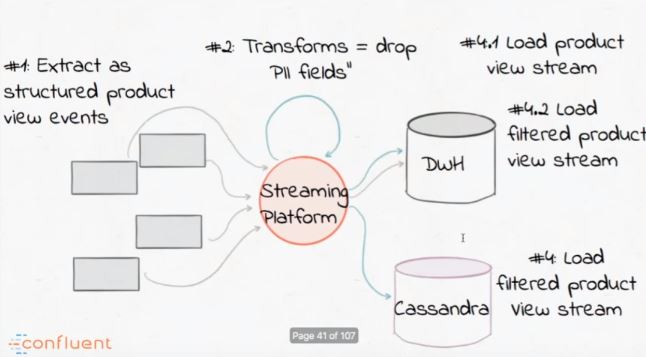 #1: Extract as
structured product
view events
#2: Transforms = drop
PII fields"
#4.1 Load product
view stream
#4.2 Load
filtered product
view stream
DWH
Streaming
Platform
#4: Load
filtered product
view stream
Cassandra
Page 41 of 107
confluent